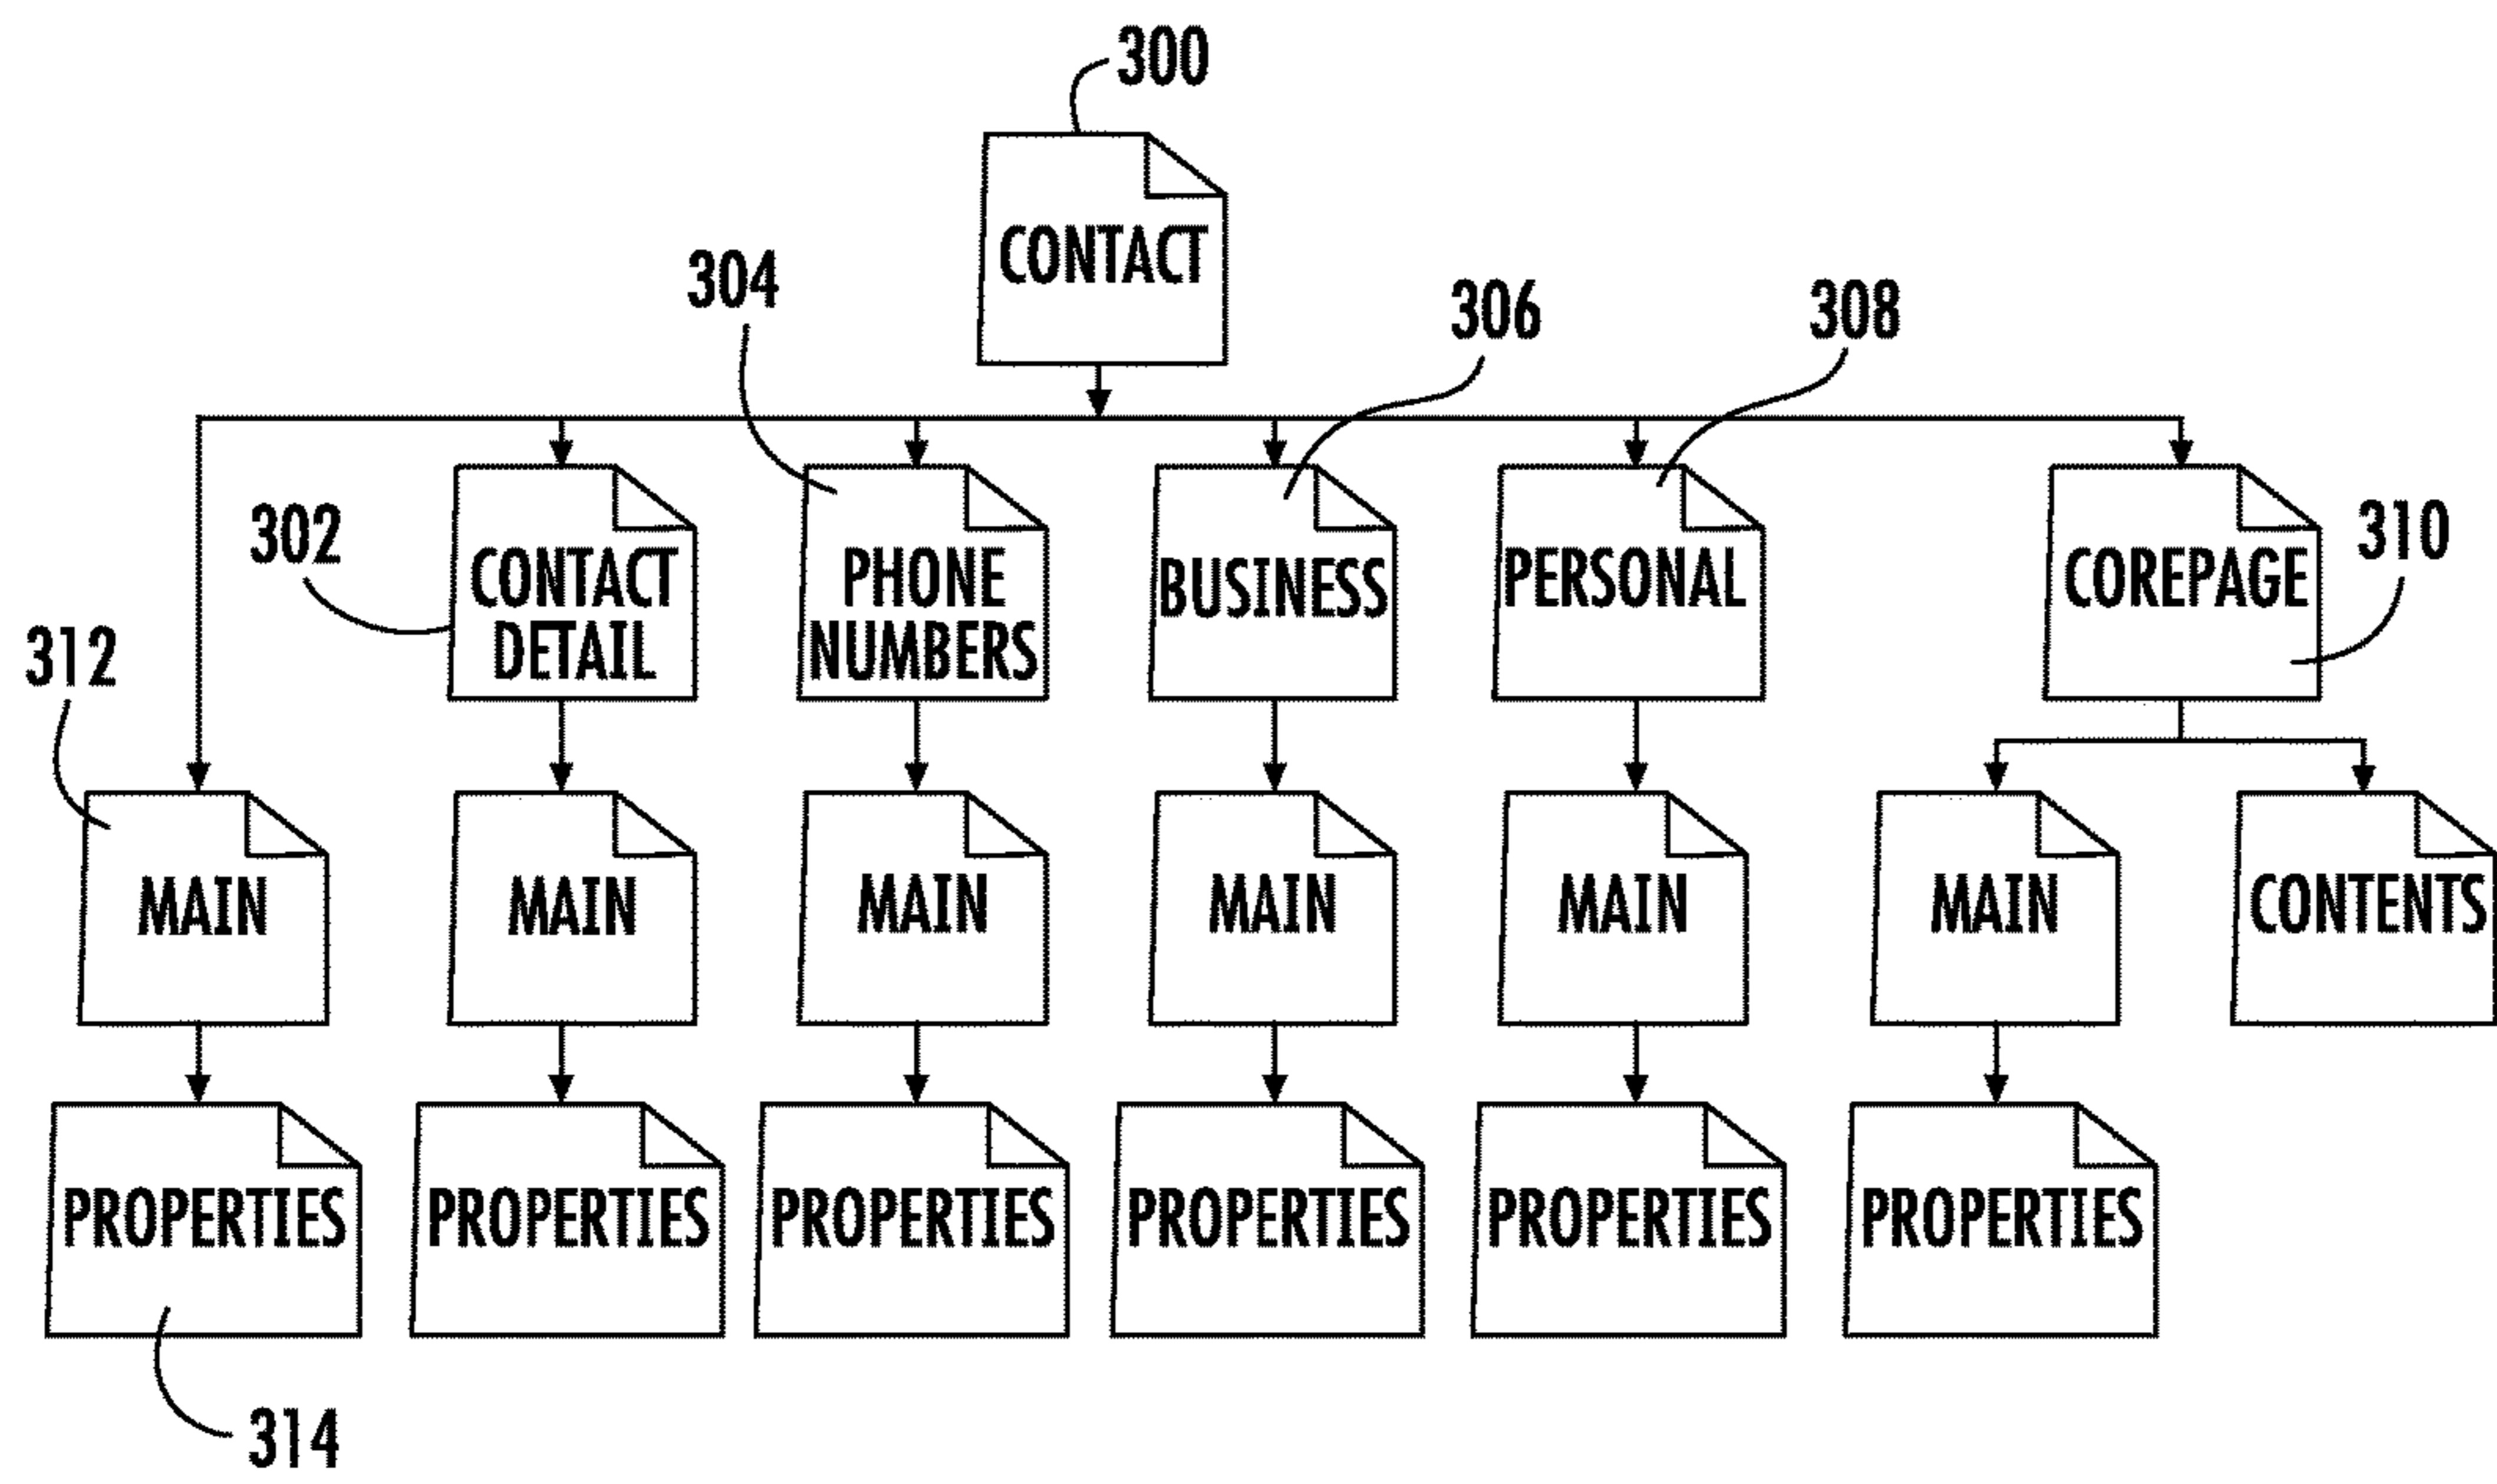 300
CONTACT
304
306
308
302
CONTACT
DETAIL
PHONE
NUMBERS
BUSINESS
PERSONAL
COREPAGE
310
312
MAIN
MAIN
MAIN
MAIN
MAIN
MAIN
CONTENTS
PROPERTIES
PROPERTIES
PROPERTIES
PROPERTIES
PROPERTIES
PROPERTIES
314